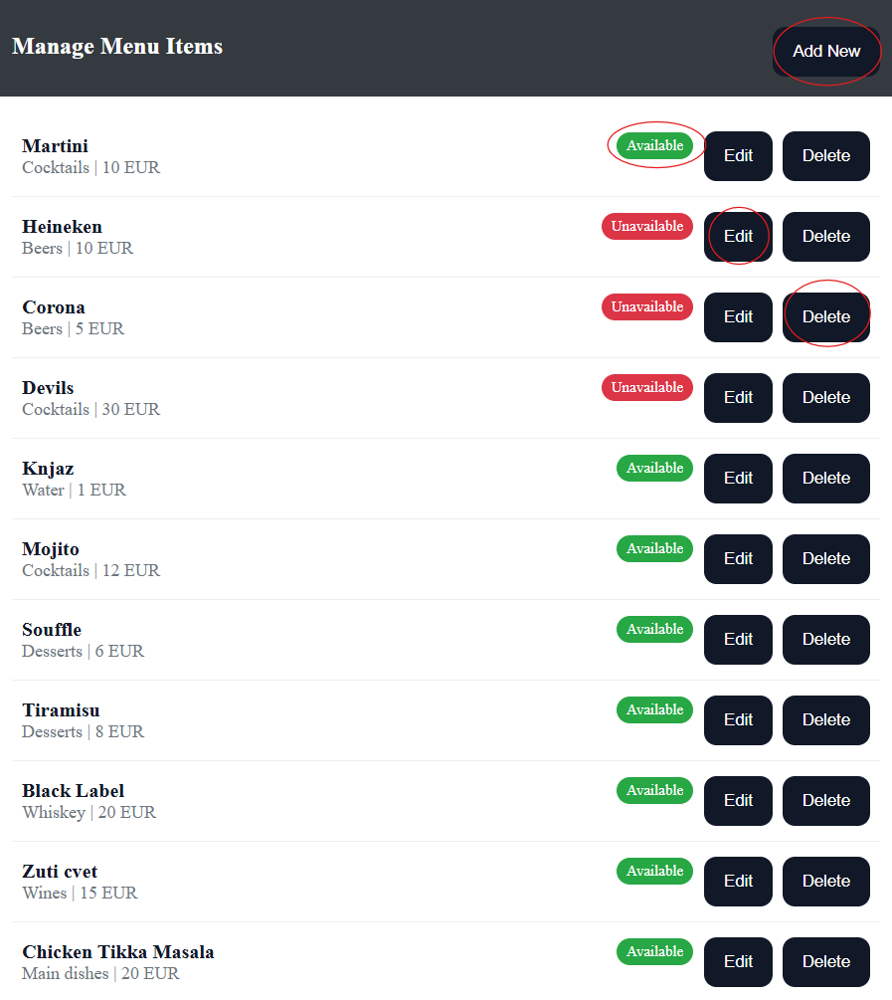 Manage Menu Items
Add New
Martini
Cocktails | 10 EUR
Available
Edit
Delete
Heineken
Beers | 10 EUR
Unavailable
Edit
Delete
Corona
Beers | 5 EUR
Unavailable
Edit
Delete
Devils
Cocktails | 30 EUR
Unavailable
Edit
Delete
Knjaz
Water | 1 EUR
Available
Edit
Delete
Mojito
Cocktails | 12 EUR
Available
Edit
Delete
Souffle
Desserts | 6 EUR
Available
Edit
Delete
Tiramisu
Desserts | 8 EUR
Available
Edit
Delete
Black Label
Whiskey | 20 EUR
Available
Edit
Delete
Zuti cvet
Wines | 15 EUR
Available
Edit
Delete
Chicken Tikka Masala
Main dishes | 20 EUR
Available
Edit
Delete